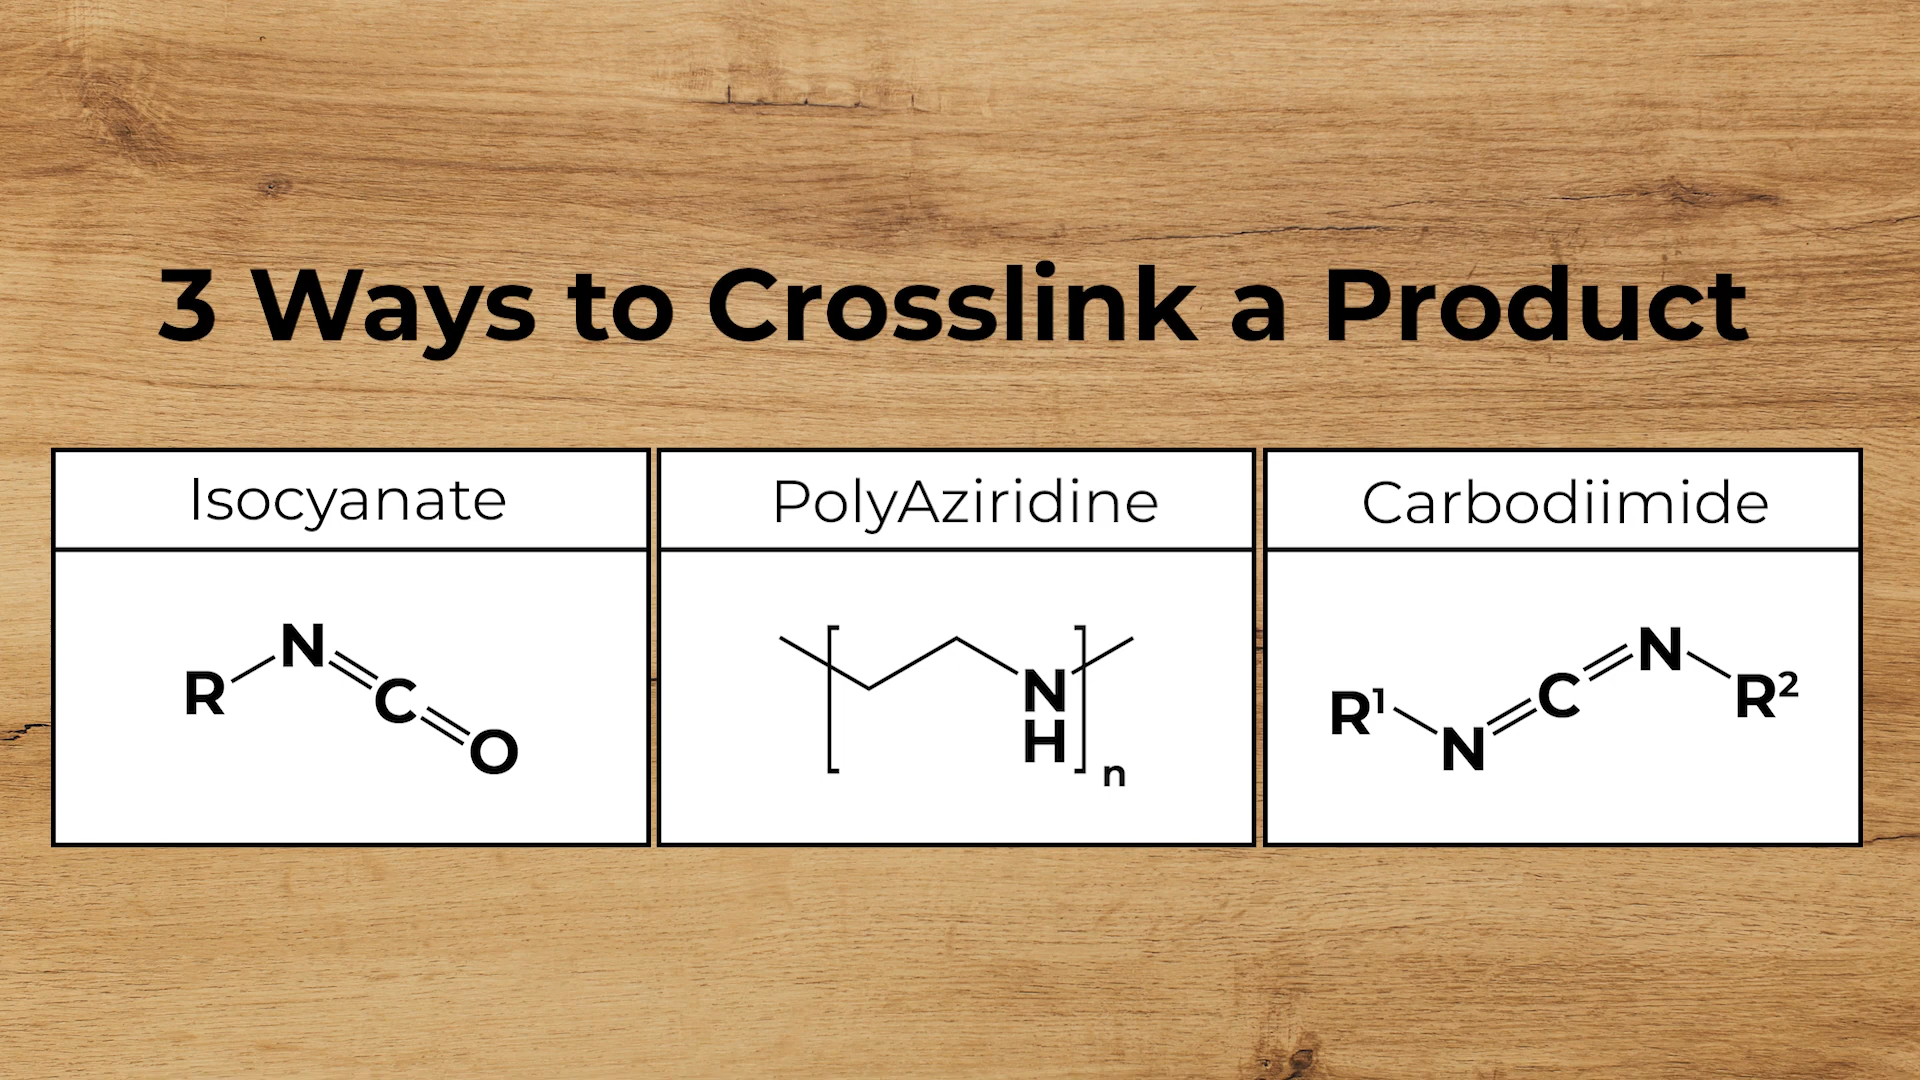 3 Ways to Crosslink a Product
Isocyanate
PolyAziridine
Carbodiimide
R N C O
N H n
R¹ N C N R²